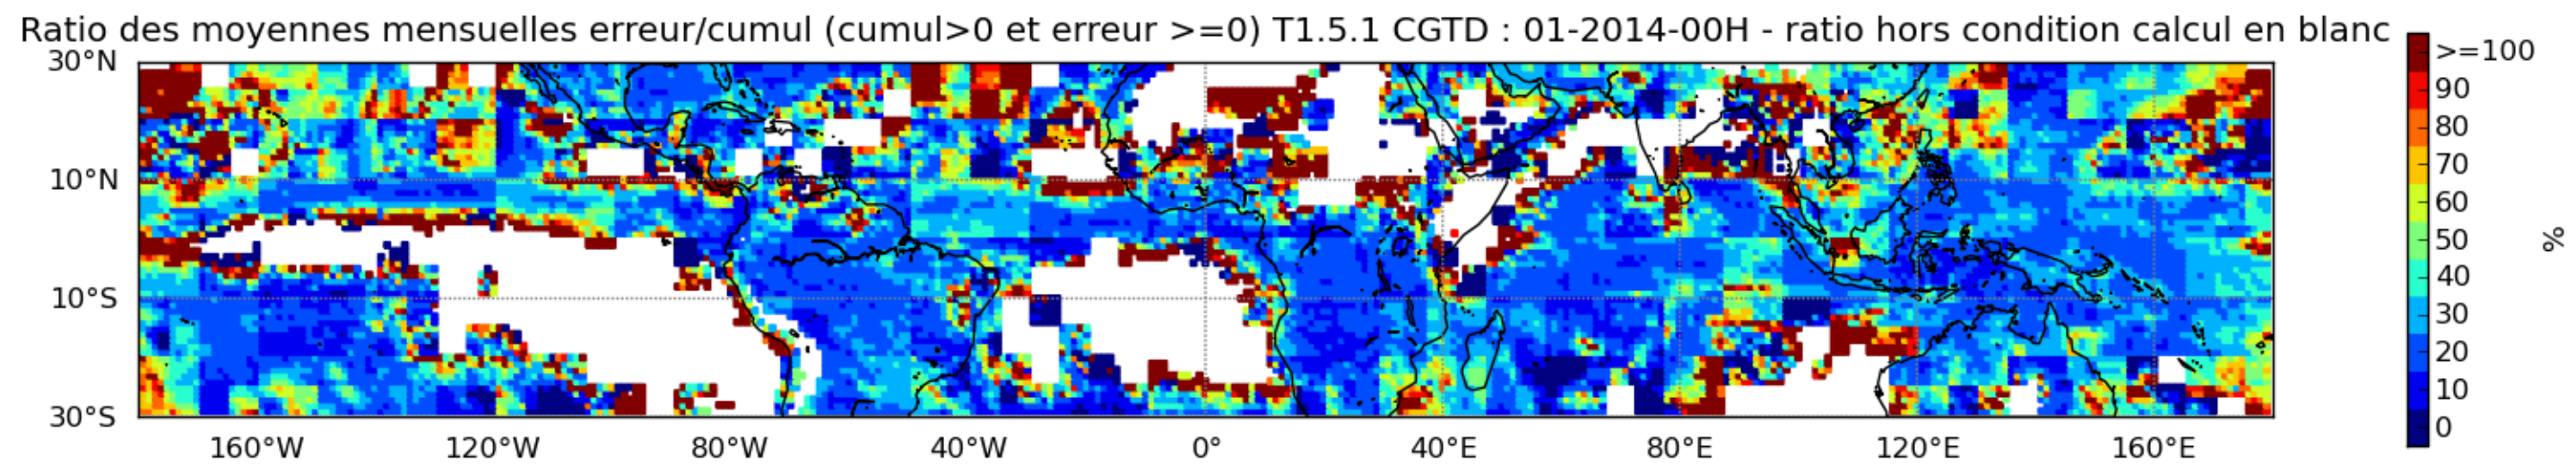 Ratio des moyennes mensuelles erreur/cumul (cumul>0 et erreur >=0) T1.5.1 CGTD : 01-2014-00H - ratio hors condition calcul en blanc
30°N
10°N
10°S
30°S
160°W 120°W 80°W 40°W 0° 40°E 80°E 120°E 160°E
>=100
90
80
70
60
50
40
30
20
10
0
%